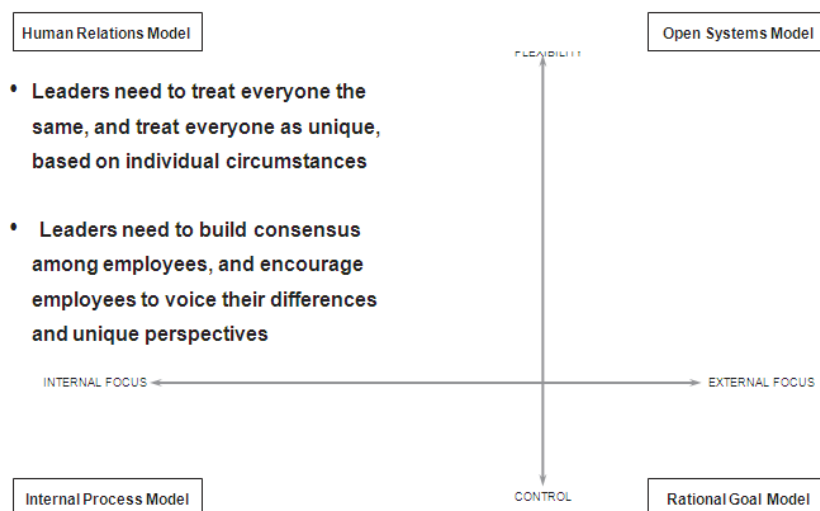 Human Relations Model
Open Systems Model
FLEXIBILITY
• Leaders need to treat everyone the
same, and treat everyone as unique,
based on individual circumstances
• Leaders need to build consensus
among employees, and encourage
employees to voice their differences
and unique perspectives
INTERNAL FOCUS
EXTERNAL FOCUS
Internal Process Model
CONTROL
Rational Goal Model